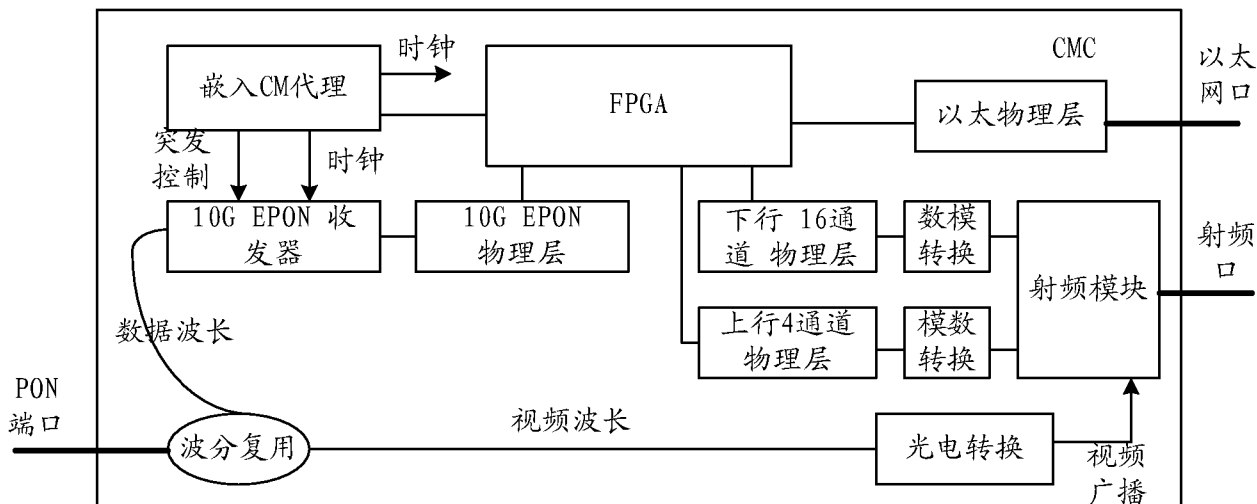 时钟
CMC
以太
网口
嵌入CM代理
FPGA
以太物理层
突发
控制
时钟
10G EPON 收
发器
10G EPON
物理层
下行 16通
道 物理层
数模
转换
射频模块
射频
口
上行4通道
物理层
模数
转换
数据波长
PON
端口
波分复用
视频波长
光电转换
视频
广播